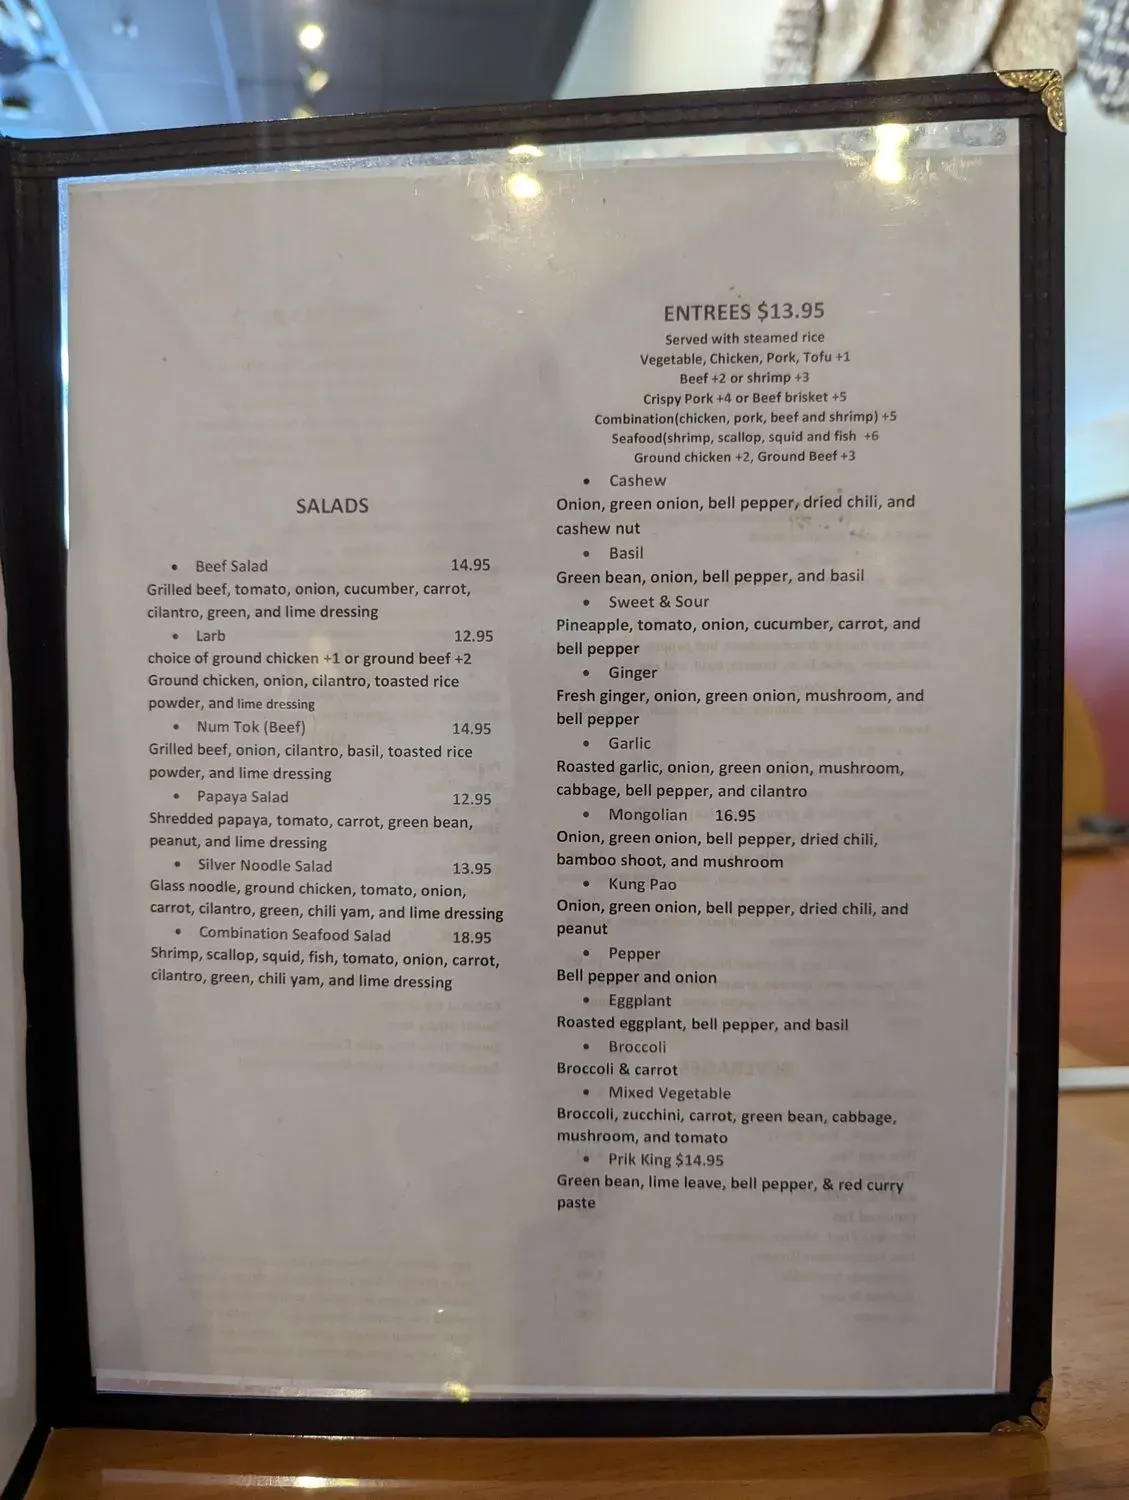 SALADS
• Beef Salad 14.95
Grilled beef, tomato, onion, cucumber, carrot,
cilantro, green, and lime dressing
• Larb 12.95
choice of ground chicken +1 or ground beef +2
Ground chicken, onion, cilantro, toasted rice
powder, and lime dressing
• Num Tok (Beef) 14.95
Grilled beef, onion, cilantro, basil, toasted rice
powder, and lime dressing
• Papaya Salad 12.95
Shredded papaya, tomato, carrot, green bean,
peanut, and lime dressing
• Silver Noodle Salad 13.95
Glass noodle, ground chicken, tomato, onion,
carrot, cilantro, green, chili yam, and lime dressing
• Combination Seafood Salad 18.95
Shrimp, scallop, squid, fish, tomato, onion, carrot,
cilantro, green, chili yam, and lime dressing
ENTREES $13.95
Served with steamed rice
Vegetable, Chicken, Pork, Tofu +1
Beef +2 or shrimp +3
Crispy Pork +4 or Beef brisket +5
Combination(chicken, pork, beef and shrimp) +5
Seafood(shrimp, scallop, squid and fish +6
Ground chicken +2, Ground Beef +3
• Cashew
Onion, green onion, bell pepper, dried chili, and
cashew nut
• Basil
Green bean, onion, bell pepper, and basil
• Sweet & Sour
Pineapple, tomato, onion, cucumber, carrot, and
bell pepper
• Ginger
Fresh ginger, onion, green onion, mushroom, and
bell pepper
• Garlic
Roasted garlic, onion, green onion, mushroom,
cabbage, bell pepper, and cilantro
• Mongolian 16.95
Onion, green onion, bell pepper, dried chili,
bamboo shoot, and mushroom
• Kung Pao
Onion, green onion, bell pepper, dried chili, and
peanut
• Pepper
Bell pepper and onion
• Eggplant
Roasted eggplant, bell pepper, and basil
• Broccoli
Broccoli & carrot
• Mixed Vegetable
Broccoli, zucchini, carrot, green bean, cabbage,
mushroom, and tomato
• Prik King $14.95
Green bean, lime leave, bell pepper, & red curry
paste